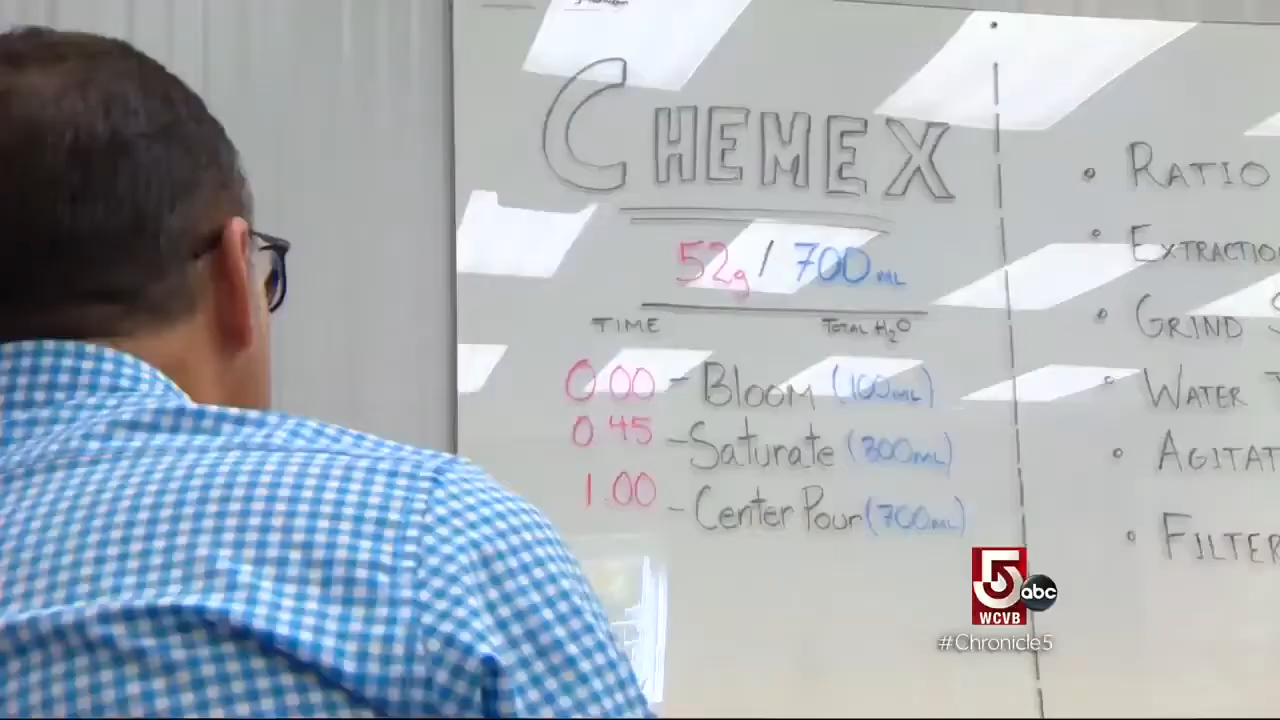 CHEMEX
52g / 700ML
TIME TOTAL H₂O
0 00 - Bloom (100ML)
0 45 - Saturate (300ML)
1.00 - Center Pour (700ML)
• RATIO
• EXTRACTIO
• GRIND
• WATER
• AGITAT
• FILTER
5 abc
WCVB
#Chronicle5